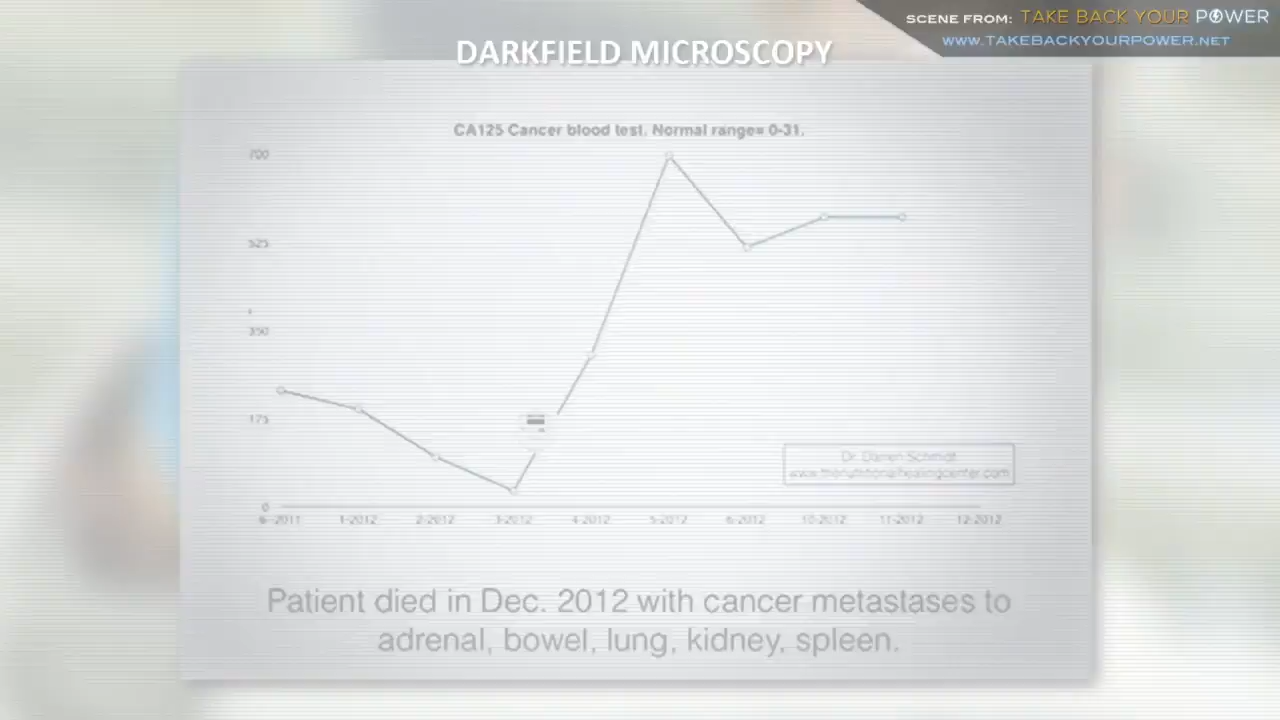 SCENE FROM: TAKE BACK YOUR POWER
WWW.TAKEBACKYOURPOWER.NET
DARKFIELD MICROSCOPY
CA125 Cancer blood test. Normal range= 0-31.
700
525
350
175
0
6-2011 1-2012 2-2012 3-2012 4-2012 5-2012 6-2012 10-2012 11-2012 12-2012
Dr. Darren Schmidt
www.thenutritionalhealingcenter.com
Patient died in Dec. 2012 with cancer metastases to
adrenal, bowel, lung, kidney, spleen.